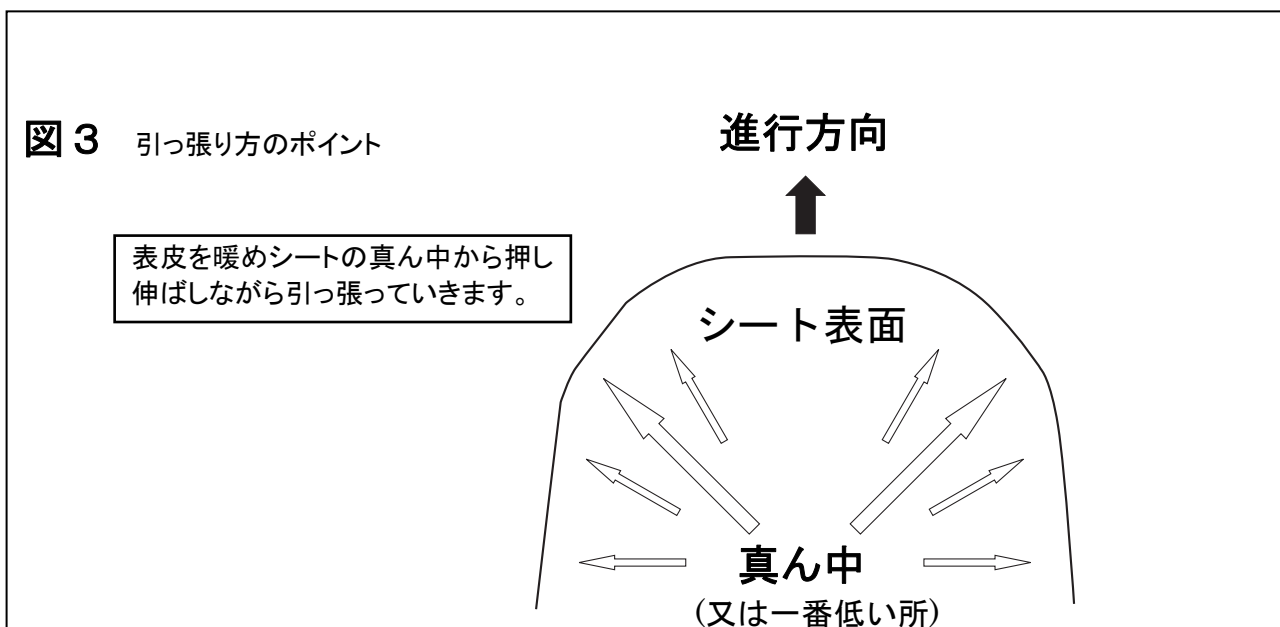 図３ 引っ張り方のポイント
進行方向
表皮を暖めシートの真ん中から押し
伸ばしながら引っ張っていきます。
シート表面
真ん中
(又は一番低い所)